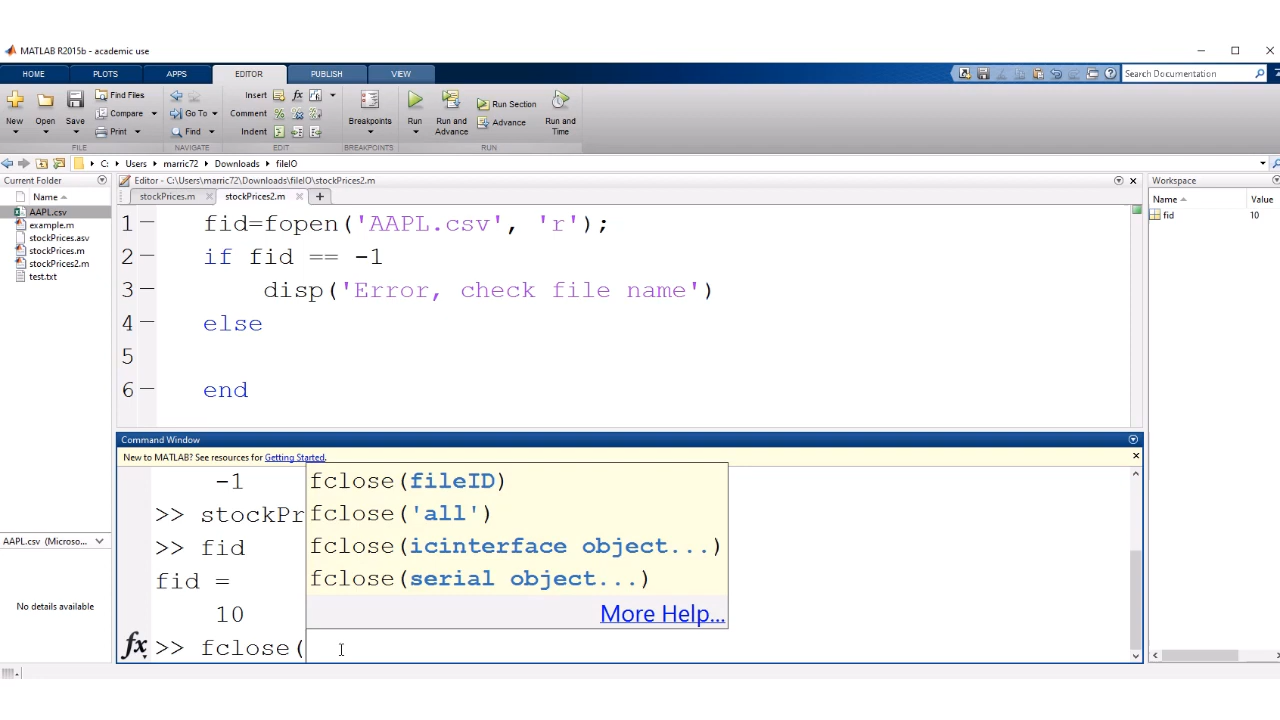 MATLAB R2015b - academic use
HOME PLOTS APPS EDITOR PUBLISH VIEW Search Documentation
New Open Save Find Files Compare Print Go To Find Insert fx Comment Indent Breakpoints Run Run and Advance Run Section Advance Run and Time
FILE NAVIGATE EDIT BREAKPOINTS RUN
C: Users marric72 Downloads fileIO
Current Folder
Name
AAPL.csv
example.m
stockPrices.asv
stockPrices.m
stockPrices2.m
test.txt
AAPL.csv (Microso...
No details available
Editor - C:\Users\marric72\Downloads\fileIO\stockPrices2.m
stockPrices.m stockPrices2.m
1 fid=fopen('AAPL.csv', 'r');
2 if fid == -1
3 disp('Error, check file name')
4 else
5
6 end
Command Window
New to MATLAB? See resources for Getting Started.
-1
>> stockPr
>> fid
fid =
10
fx >> fclose(
fclose(fileID)
fclose('all')
fclose(icinterface object...)
fclose(serial object...)
More Help...
Workspace
Name Value
fid 10